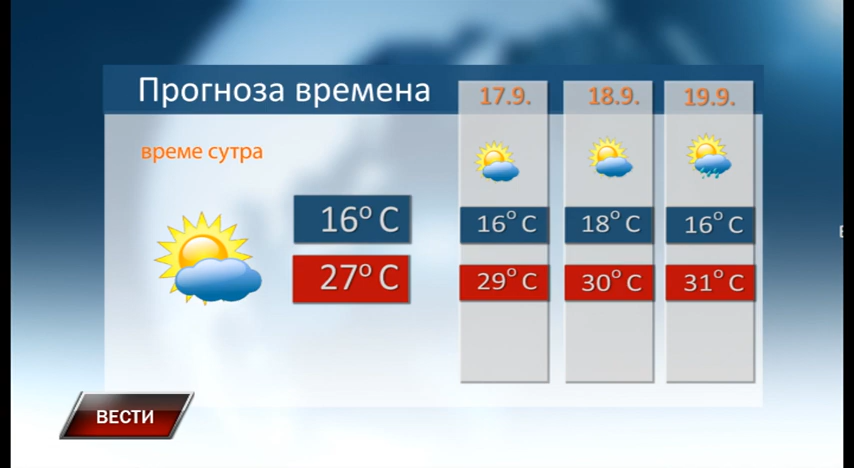 Прогноза времена
време сутра
16° C
27° C
17.9.
16° C
29° C
18.9.
18° C
30° C
19.9.
16° C
31° C
ВЕСТИ